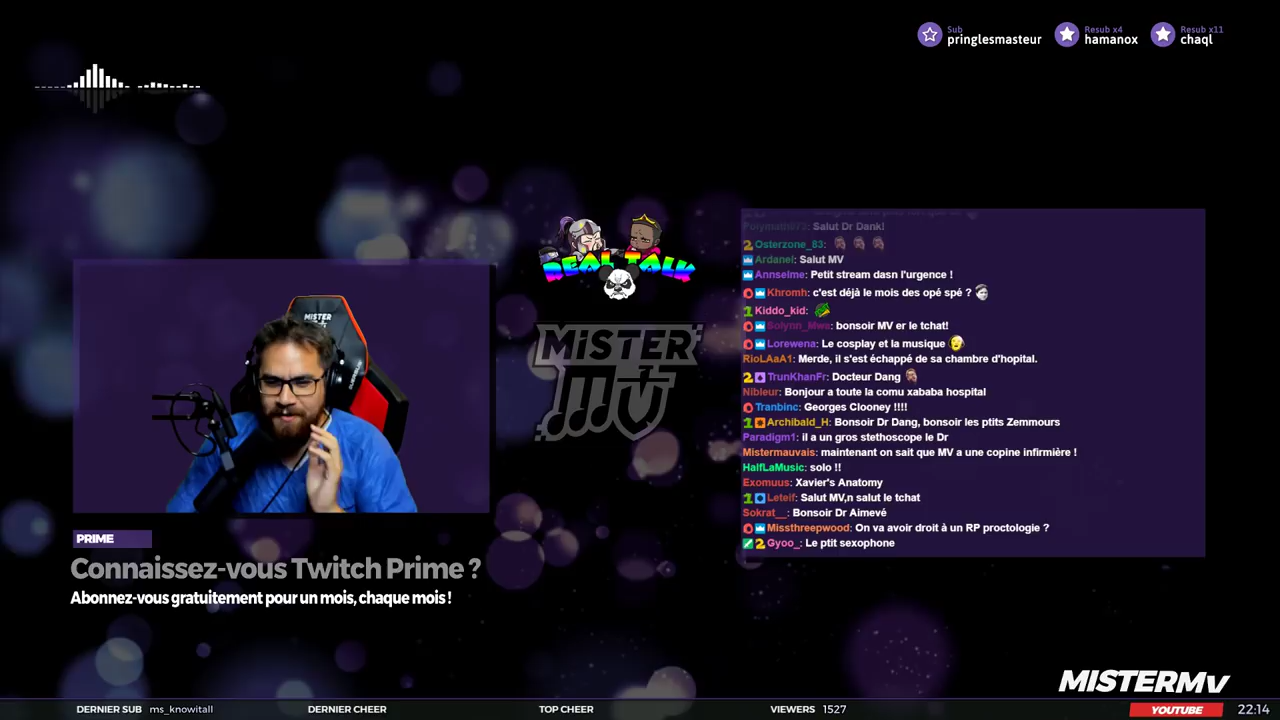 Sub
pringlesmasteur
Resub x4
hamanox
Resub x11
chaql
REAL TALK
MISTER
MV
MISTER
Salut Dr Dank!
Osterzone_83:
Ardanei: Salut MV
Annselme: Petit stream dasn l'urgence !
Khromh: c'est déjà le mois des opé spé ?
Kiddo_kid:
Solynn_Mwa: bonsoir MV er le tchat!
Lorewena: Le cosplay et la musique
RioLAaA1: Merde, il s'est échappé de sa chambre d'hopital.
TrunKhanFr: Docteur Dang
Nibleur: Bonjour a toute la comu xababa hospital
Tranbinc: Georges Clooney !!!!
Archibald_H: Bonsoir Dr Dang, bonsoir les ptits Zemmours
Paradigm1: il a un gros stethoscope le Dr
Mistermauvais: maintenant on sait que MV a une copine infirmière !
HalfLaMusic: solo !!
Exomuus: Xavier's Anatomy
Leteif: Salut MV,n salut le tchat
Sokrat__: Bonsoir Dr Aimevé
Missthreepwood: On va avoir droit à un RP proctologie ?
Gyoo_: Le ptit sexophone
PRIME
Connaissez-vous Twitch Prime ?
Abonnez-vous gratuitement pour un mois, chaque mois !
MISTERMV
DERNIER SUB ms_knowitall
DERNIER CHEER
TOP CHEER
VIEWERS 1527
YOUTUBE
22:14